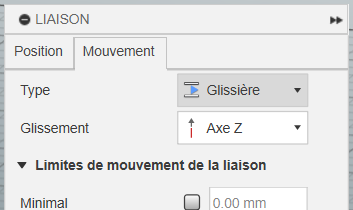 LIAISON
Position Mouvement
Type Glissière
Glissement Axe Z
Limites de mouvement de la liaison
Minimal 0.00 mm